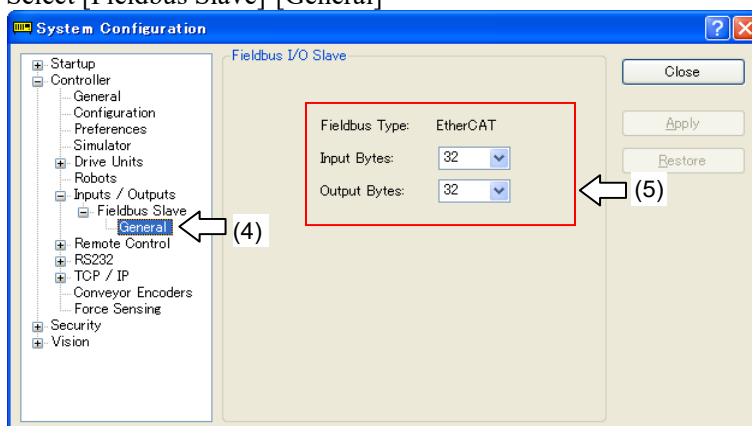 Select [Fieldbus Slave]-[General]
System Configuration
Startup
Controller
General
Configuration
Preferences
Simulator
Drive Units
Robots
Inputs / Outputs
Fieldbus Slave
General
(4)
Remote Control
RS232
TCP / IP
Conveyor Encoders
Force Sensing
Security
Vision
Fieldbus I/O Slave
Fieldbus Type: EtherCAT
Input Bytes: 32
Output Bytes: 32
(5)
Close
Apply
Restore